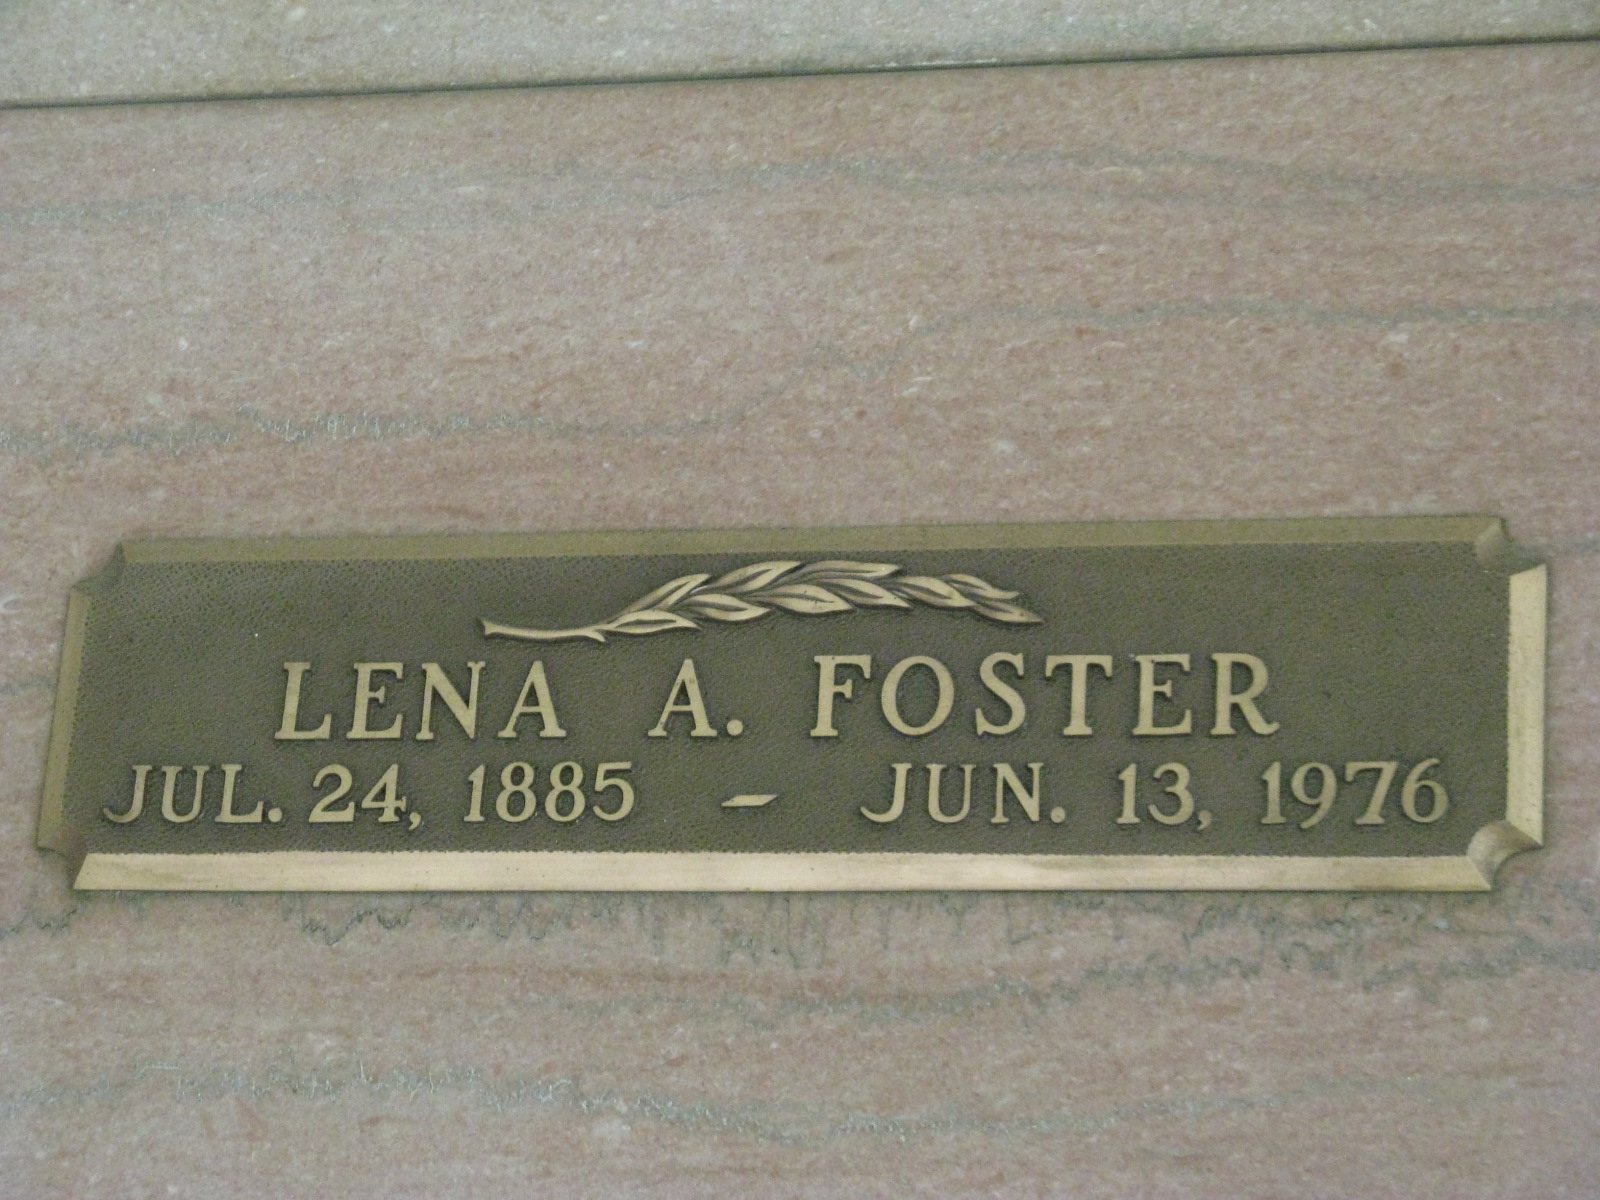 LENA A. FOSTER
JUL. 24, 1885 – JUN. 13, 1976